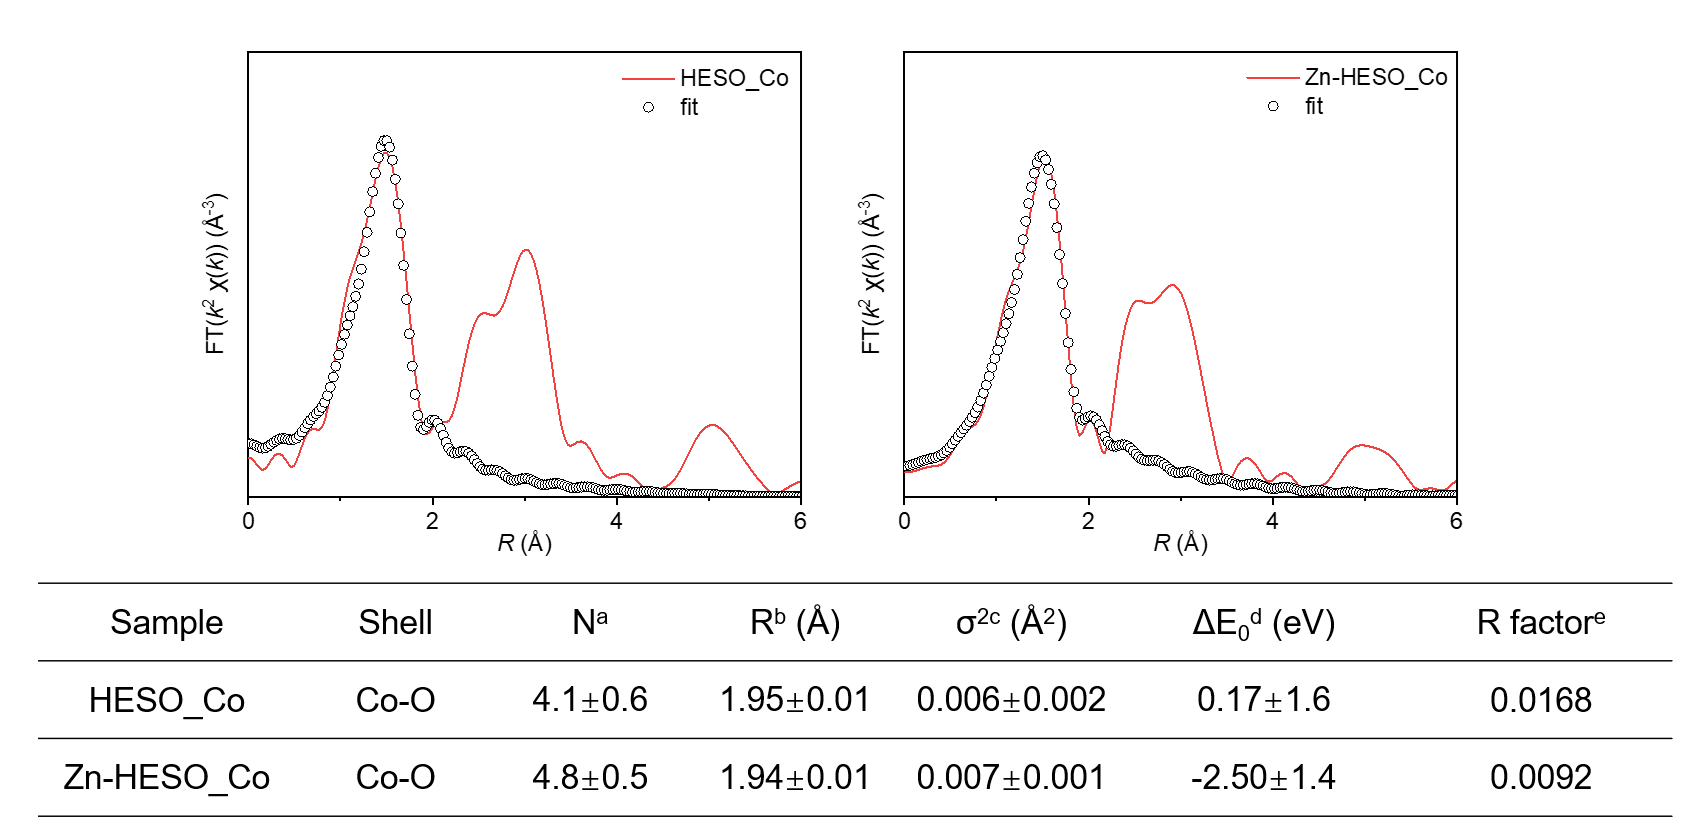 HESO_Co
fit
FT(k² χ(k)) (Å⁻³)
0 2 4 6
R (Å)
Zn-HESO_Co
fit
FT(k² χ(k)) (Å⁻³)
0 2 4 6
R (Å)
Sample Shell Nᵃ Rᵇ (Å) σ²ᶜ (Å²) ΔE₀ᵈ (eV) R factorᵉ
HESO_Co Co-O 4.1±0.6 1.95±0.01 0.006±0.002 0.17±1.6 0.0168
Zn-HESO_Co Co-O 4.8±0.5 1.94±0.01 0.007±0.001 -2.50±1.4 0.0092